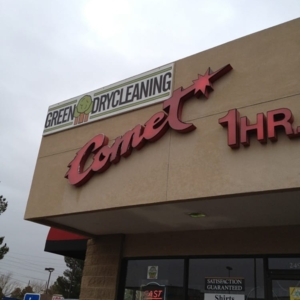 GREEN DRYCLEANING
Comet
1HR.
SATISFACTION
GUARANTEED
Shirts